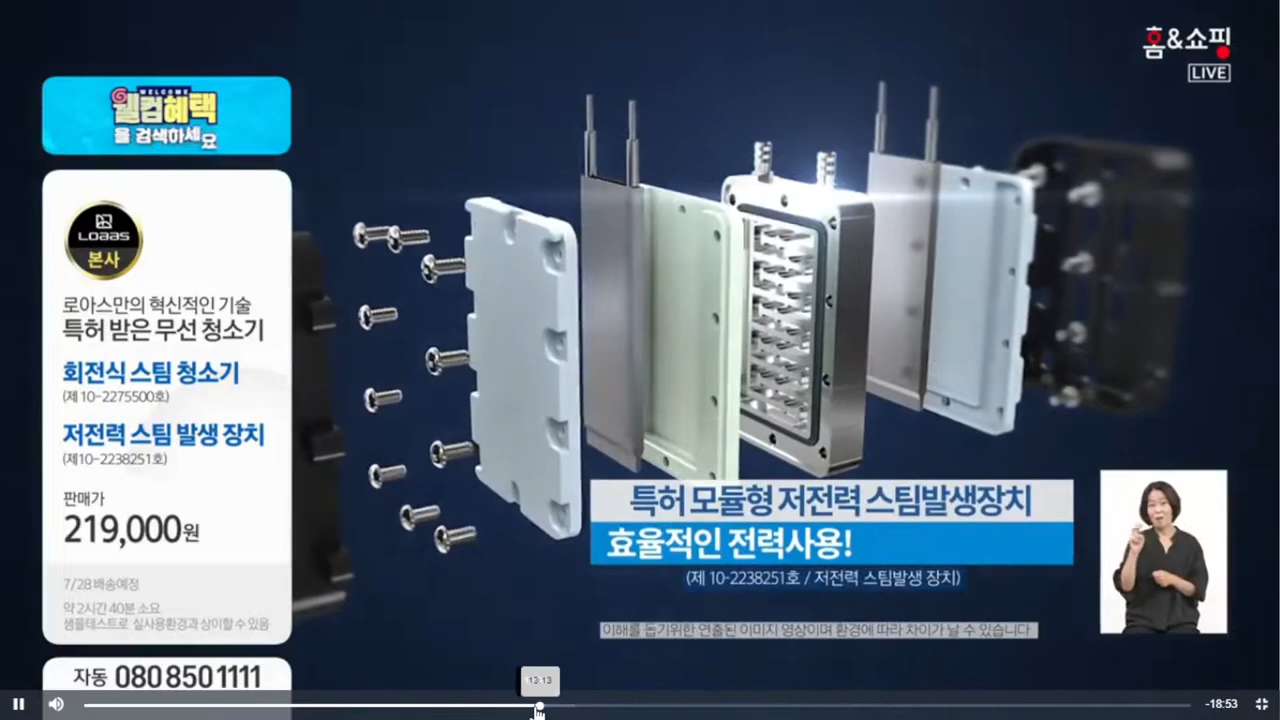 홈&쇼핑
LIVE
WELCOME
웰컴혜택
을 검색하세요
LOaas
본사
로아스만의 혁신적인 기술
특허 받은 무선 청소기
회전식 스팀 청소기
(제 10-2275500호)
저전력 스팀 발생 장치
(제10-2238251호)
판매가
219,000원
7/28 배송예정
약 2시간 40분 소요
샘플테스트로 실사용환경과 상이할 수 있음
자동 080 850 1111
특허 모듈형 저전력 스팀발생장치
효율적인 전력사용!
(제 10-2238251호 / 저전력 스팀발생 장치)
이해를 돕기위한 연출된 이미지 영상이며 환경에 따라 차이가 날 수 있습니다
13:13
-18:53